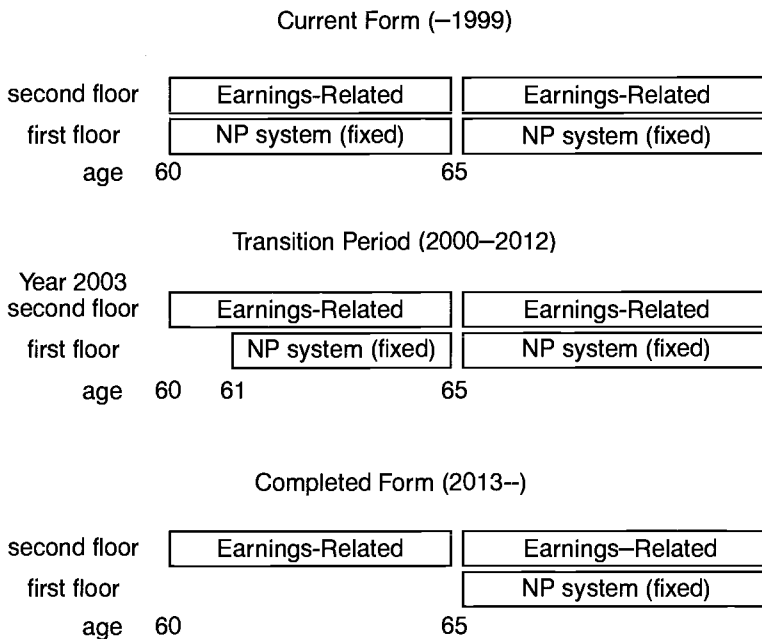 Current Form (–1999)
second floor Earnings-Related Earnings-Related
first floor NP system (fixed) NP system (fixed)
age 60 65
Transition Period (2000–2012)
Year 2003
second floor Earnings-Related Earnings-Related
first floor NP system (fixed) NP system (fixed)
age 60 61 65
Completed Form (2013--)
second floor Earnings-Related Earnings–Related
first floor NP system (fixed)
age 60 65